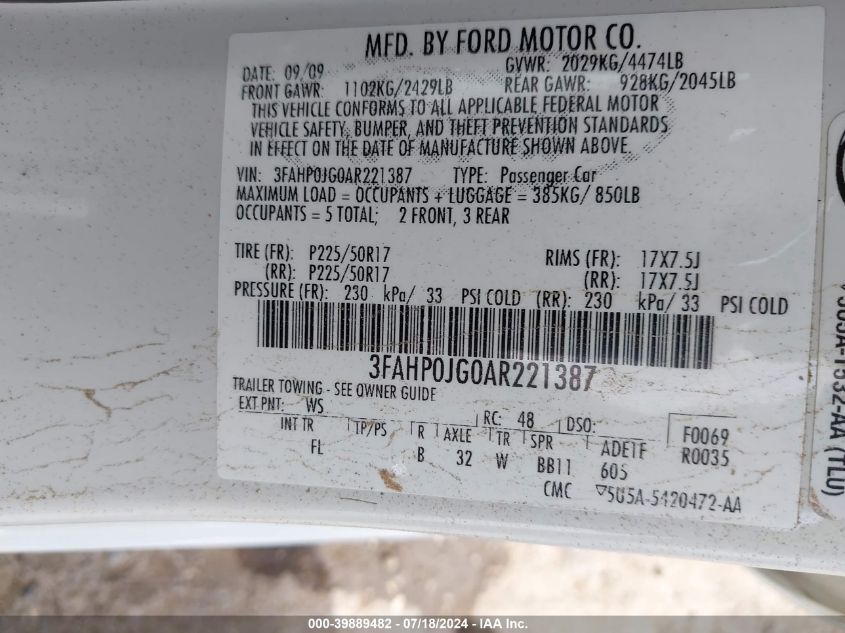 MFD. BY FORD MOTOR CO.
DATE: 09/09 GVWR: 2029KG/4474LB
FRONT GAWR: 1102KG/2429LB REAR GAWR: 928KG/2045LB
THIS VEHICLE CONFORMS TO ALL APPLICABLE FEDERAL MOTOR
VEHICLE SAFETY, BUMPER, AND THEFT PREVENTION STANDARDS
IN EFFECT ON THE DATE OF MANUFACTURE SHOWN ABOVE.
VIN: 3FAHP0JG0AR221387 TYPE: Passenger Car
MAXIMUM LOAD = OCCUPANTS + LUGGAGE = 385KG/ 850LB
OCCUPANTS = 5 TOTAL; 2 FRONT, 3 REAR
TIRE (FR): P225/50R17 RIMS (FR): 17X7.5J
(RR): P225/50R17 (RR): 17X7.5J
PRESSURE (FR): 230 kPa/ 33 PSI COLD (RR): 230 kPa/ 33 PSI COLD
3FAHP0JG0AR221387
TRAILER TOWING - SEE OWNER GUIDE
EXT PNT: WS RC: 48 DSO:
INT TR TP/PS R AXLE TR SPR ADE1F F0069
FL B 32 W BB11 605 R0035
CMC 5U5A-5420472-AA
532-AA (TLU)
000-39889482 - 07/18/2024 - IAA Inc.